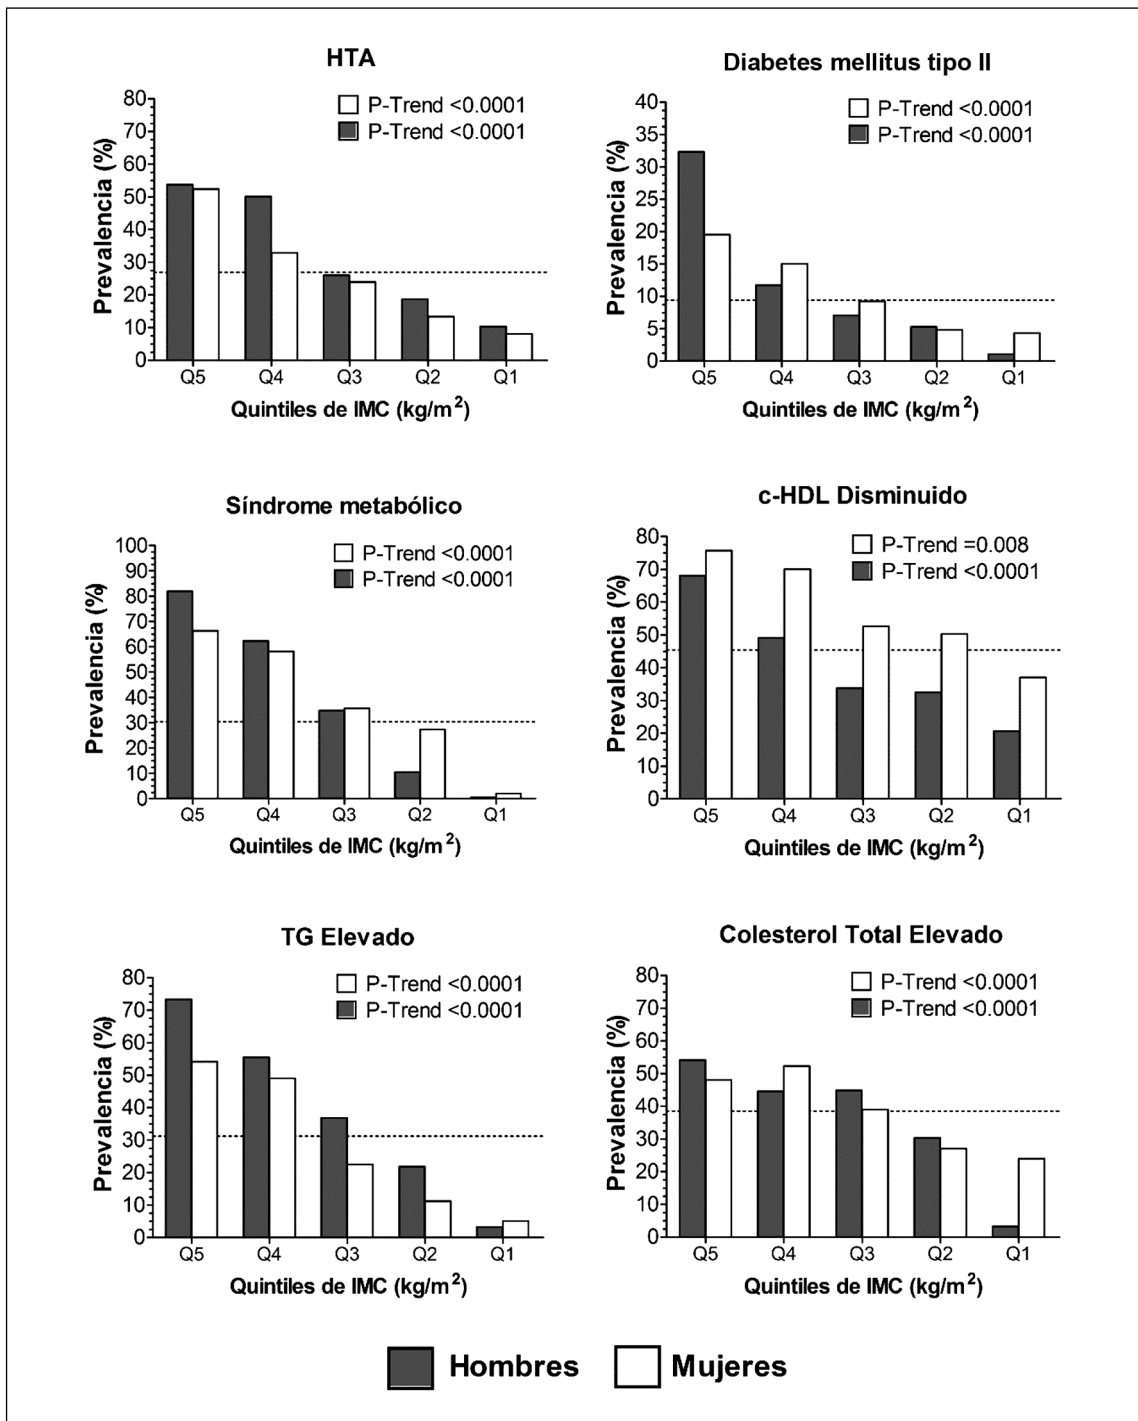 HTA
P-Trend <0.0001
P-Trend <0.0001
Prevalencia (%)
80
70
60
50
40
30
20
10
0
Q5 Q4 Q3 Q2 Q1
Quintiles de IMC (kg/m²)
Diabetes mellitus tipo II
P-Trend <0.0001
P-Trend <0.0001
Prevalencia (%)
40
35
30
25
20
15
10
5
0
Q5 Q4 Q3 Q2 Q1
Quintiles de IMC (kg/m²)
Síndrome metabólico
P-Trend <0.0001
P-Trend <0.0001
Prevalencia (%)
100
90
80
70
60
50
40
30
20
10
0
Q5 Q4 Q3 Q2 Q1
Quintiles de IMC (kg/m²)
c-HDL Disminuido
P-Trend =0.008
P-Trend <0.0001
Prevalencia (%)
80
70
60
50
40
30
20
10
0
Q5 Q4 Q3 Q2 Q1
Quintiles de IMC (kg/m²)
TG Elevado
P-Trend <0.0001
P-Trend <0.0001
Prevalencia (%)
80
70
60
50
40
30
20
10
0
Q5 Q4 Q3 Q2 Q1
Quintiles de IMC (kg/m²)
Colesterol Total Elevado
P-Trend <0.0001
P-Trend <0.0001
Prevalencia (%)
80
70
60
50
40
30
20
10
0
Q5 Q4 Q3 Q2 Q1
Quintiles de IMC (kg/m²)
Hombres Mujeres